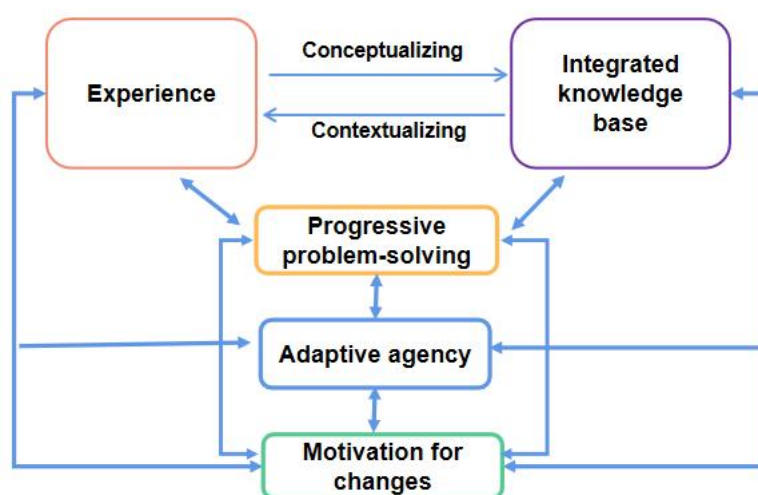 Conceptualizing
Experience
Integrated
knowledge
base
Contextualizing
Progressive
problem-solving
Adaptive agency
Motivation for
changes